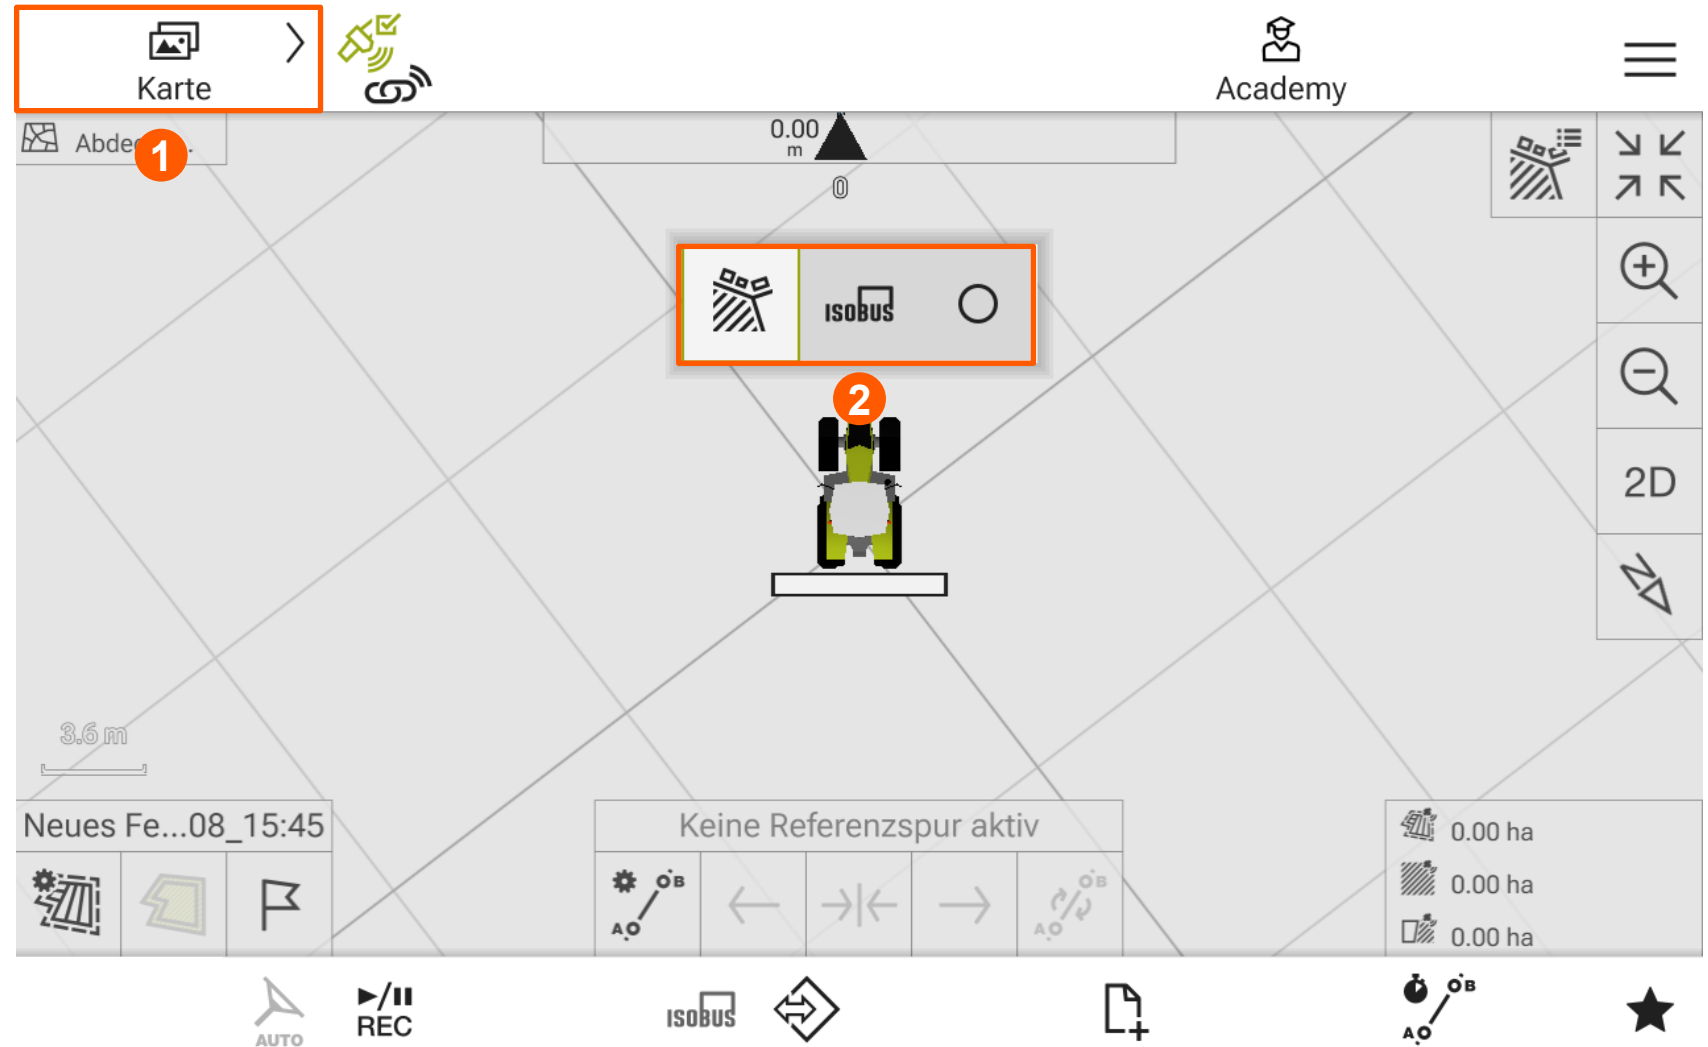 Karte
Academy
1
Abde
0.00
m
0
ISOBUS
2
2D
3.6 m
Neues Fe...08_15:45
Keine Referenzspur aktiv
0.00 ha
0.00 ha
0.00 ha
B
A
B
A
AUTO
REC
ISOBUS
B
A